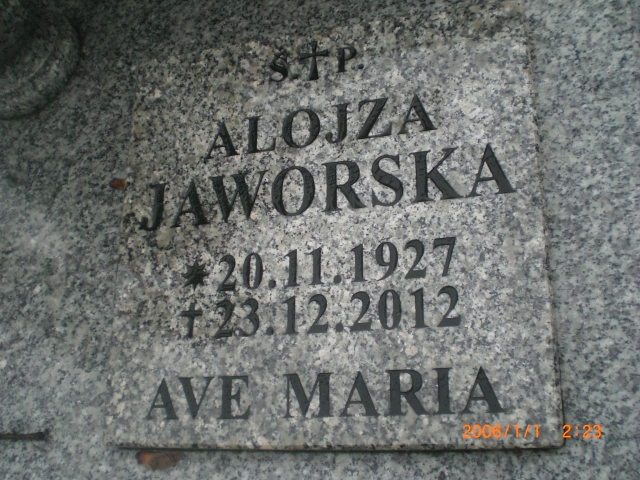 Ś.†P.
ALOJZA
JAWORSKA
* 20.11.1927
† 23.12.2012
AVE MARIA
2006/1/1 2:23